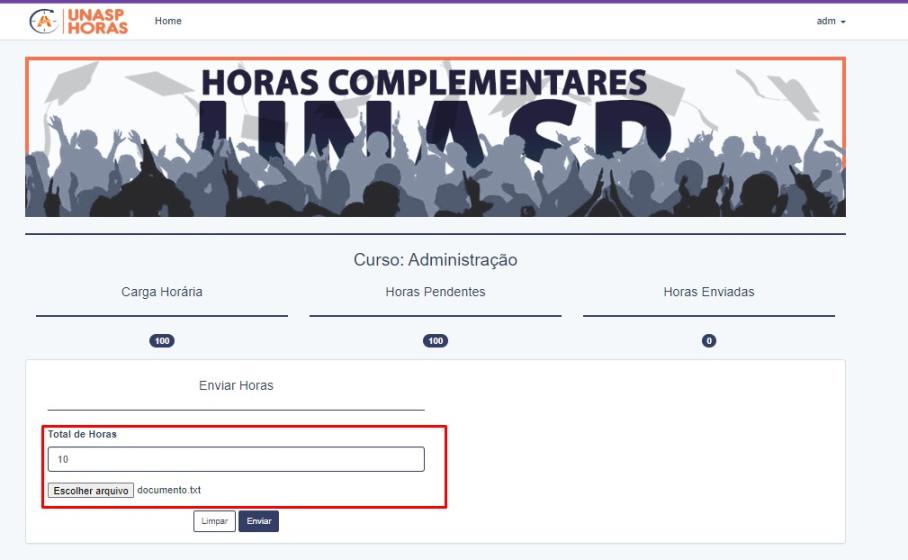 UNASP
HORAS
Home
adm
HORAS COMPLEMENTARES
UNASP
Curso: Administração
Carga Horária
Horas Pendentes
Horas Enviadas
100
100
0
Enviar Horas
Total de Horas
10
Escolher arquivo documento.txt
Limpar
Enviar